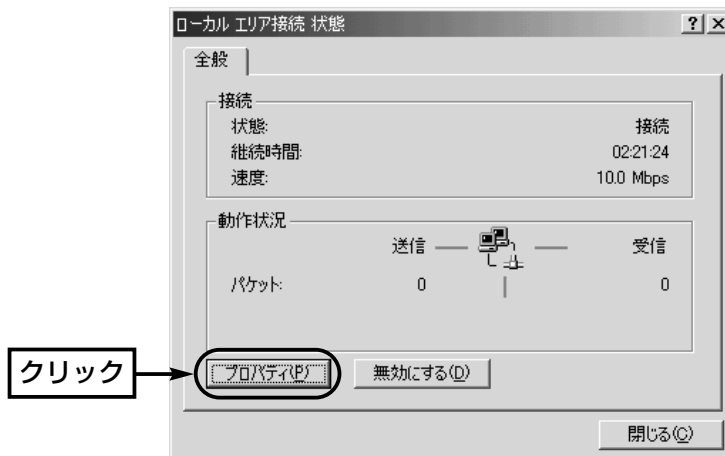 ローカル エリア接続 状態
全般
接続
状態: 接続
継続時間: 02:21:24
速度: 10.0 Mbps
動作状況
送信 受信
パケット: 0 0
クリック
プロパティ(P) 無効にする(D)
閉じる(C)